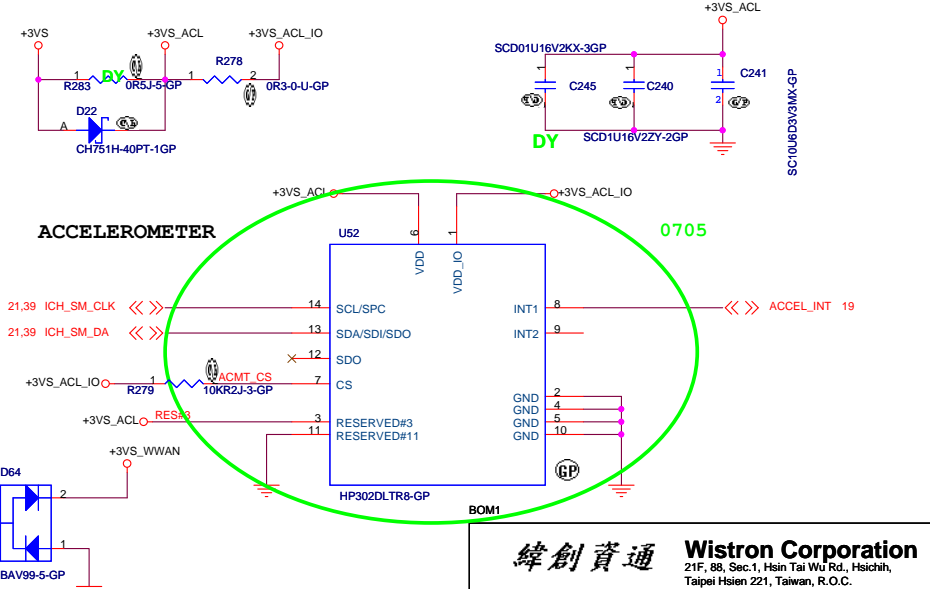 +3VS
+3VS_ACL
+3VS_ACL_IO
R283
1
DY
0R5J-5-GP
1
R278
2
0R3-0-U-GP
D22
A
CH751H-40PT-1GP
+3VS_ACL
SCD01U16V2KX-3GP
1
C245
1
C240
1
2
C241
DY
SCD1U16V2ZY-2GP
SC10U6D3V3MX-GP
ACCELEROMETER
0705
+3VS_ACL
+3VS_ACL_IO
U52
6
1
VDD
VDD_IO
21,39 ICH_SM_CLK
14
SCL/SPC
INT1
8
ACCEL_INT 19
21,39 ICH_SM_DA
13
SDA/SDI/SDO
INT2
9
12
SDO
+3VS_ACL_IO
1
R279
ACMT_CS
10KR2J-3-GP
7
CS
GND
2
GND
4
+3VS_ACL
RES#3
3
RESERVED#3
GND
5
11
RESERVED#11
GND
10
GP
HP302DLTR8-GP
+3VS_WWAN
D64
2
1
BAV99-5-GP
BOM1
緯創資通
Wistron Corporation
21F, 88, Sec.1, Hsin Tai Wu Rd., Hsichih,
Taipei Hsien 221, Taiwan, R.O.C.